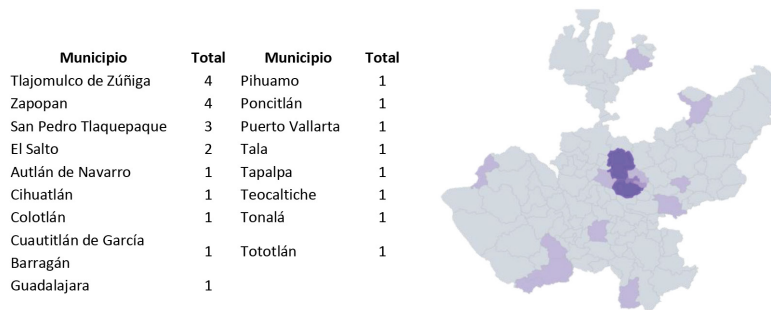 Municipio Total Municipio Total
Tlajomulco de Zúñiga 4 Pihuamo 1
Zapopan 4 Poncitlán 1
San Pedro Tlaquepaque 3 Puerto Vallarta 1
El Salto 2 Tala 1
Autlán de Navarro 1 Tapalpa 1
Cihuatlán 1 Teocaltiche 1
Colotlán 1 Tonalá 1
Cuautitlán de García
Barragán 1 Tototlán 1
Guadalajara 1